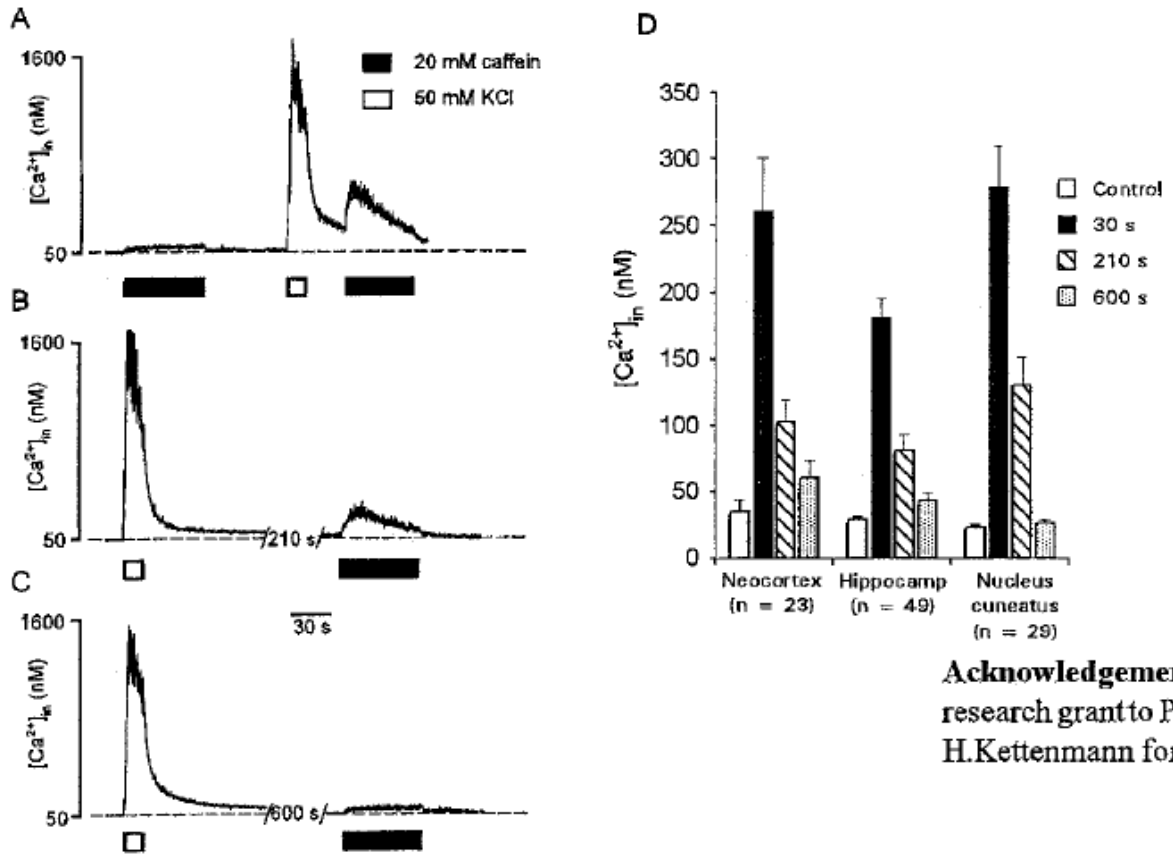 A
1600
[Ca²⁺]in (nM)
50
20 mM caffein
50 mM KCl
B
1600
[Ca²⁺]in (nM)
50
/210 s/
C
1600
[Ca²⁺]in (nM)
50
30 s
/600 s/
D
350
300
250
200
150
100
50
0
[Ca²⁺]in (nM)
Control
30 s
210 s
600 s
Neocortex
(n = 23)
Hippocamp
(n = 49)
Nucleus
cuneatus
(n = 29)
Acknowledgemer
research grant to P
H.Kettenmann for